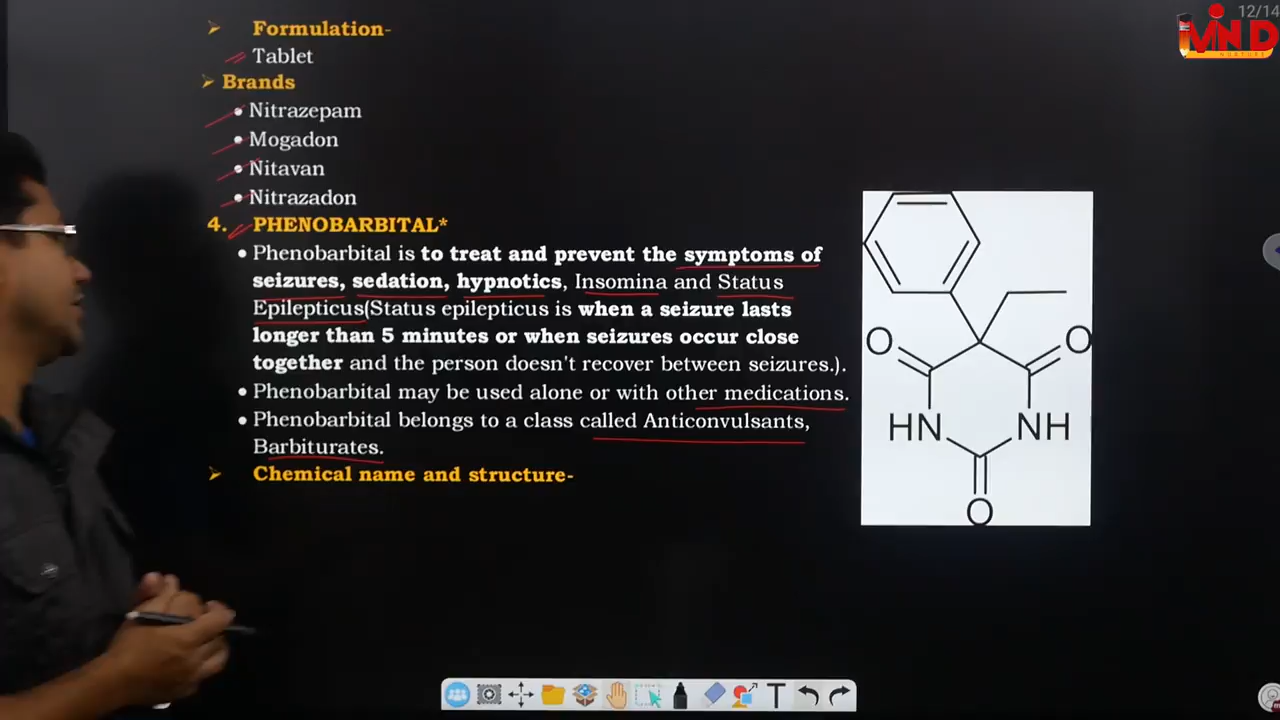 12/14
MIND
Formulation-
Tablet
Brands
Nitrazepam
Mogadon
Nitavan
Nitrazadon
4. PHENOBARBITAL*
Phenobarbital is to treat and prevent the symptoms of
seizures, sedation, hypnotics, Insomina and Status
Epilepticus(Status epilepticus is when a seizure lasts
longer than 5 minutes or when seizures occur close
together and the person doesn't recover between seizures.).
Phenobarbital may be used alone or with other medications.
Phenobarbital belongs to a class called Anticonvulsants,
Barbiturates.
Chemical name and structure-
O
O
HN
NH
O
T